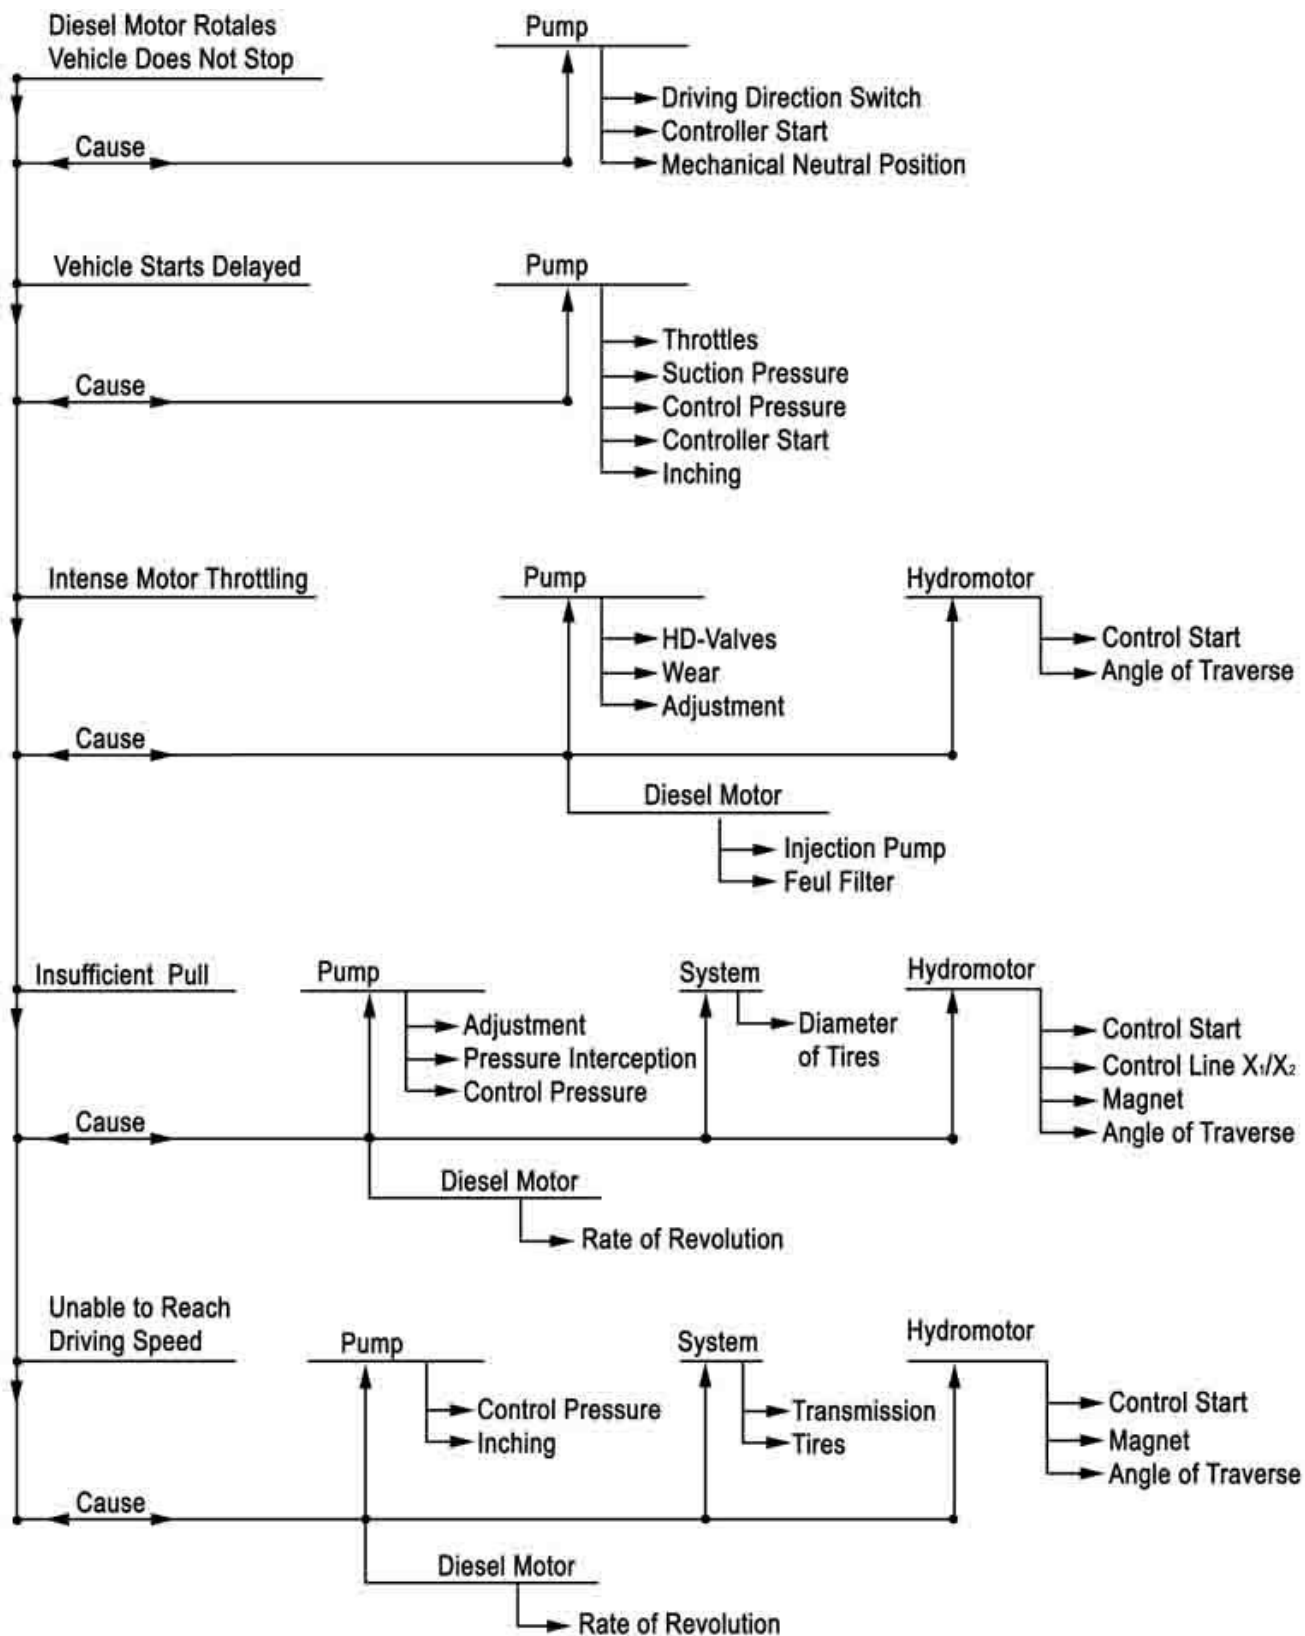 Diesel Motor Rotales
Vehicle Does Not Stop
Pump
Driving Direction Switch
Controller Start
Mechanical Neutral Position
Cause
Vehicle Starts Delayed
Pump
Throttles
Suction Pressure
Control Pressure
Controller Start
Inching
Cause
Intense Motor Throttling
Pump
HD-Valves
Wear
Adjustment
Hydromotor
Control Start
Angle of Traverse
Cause
Diesel Motor
Injection Pump
Feul Filter
Insufficient Pull
Pump
Adjustment
Pressure Interception
Control Pressure
System
Diameter
of Tires
Hydromotor
Control Start
Control Line X₁/X₂
Magnet
Angle of Traverse
Cause
Diesel Motor
Rate of Revolution
Unable to Reach
Driving Speed
Pump
Control Pressure
Inching
System
Transmission
Tires
Hydromotor
Control Start
Magnet
Angle of Traverse
Cause
Diesel Motor
Rate of Revolution